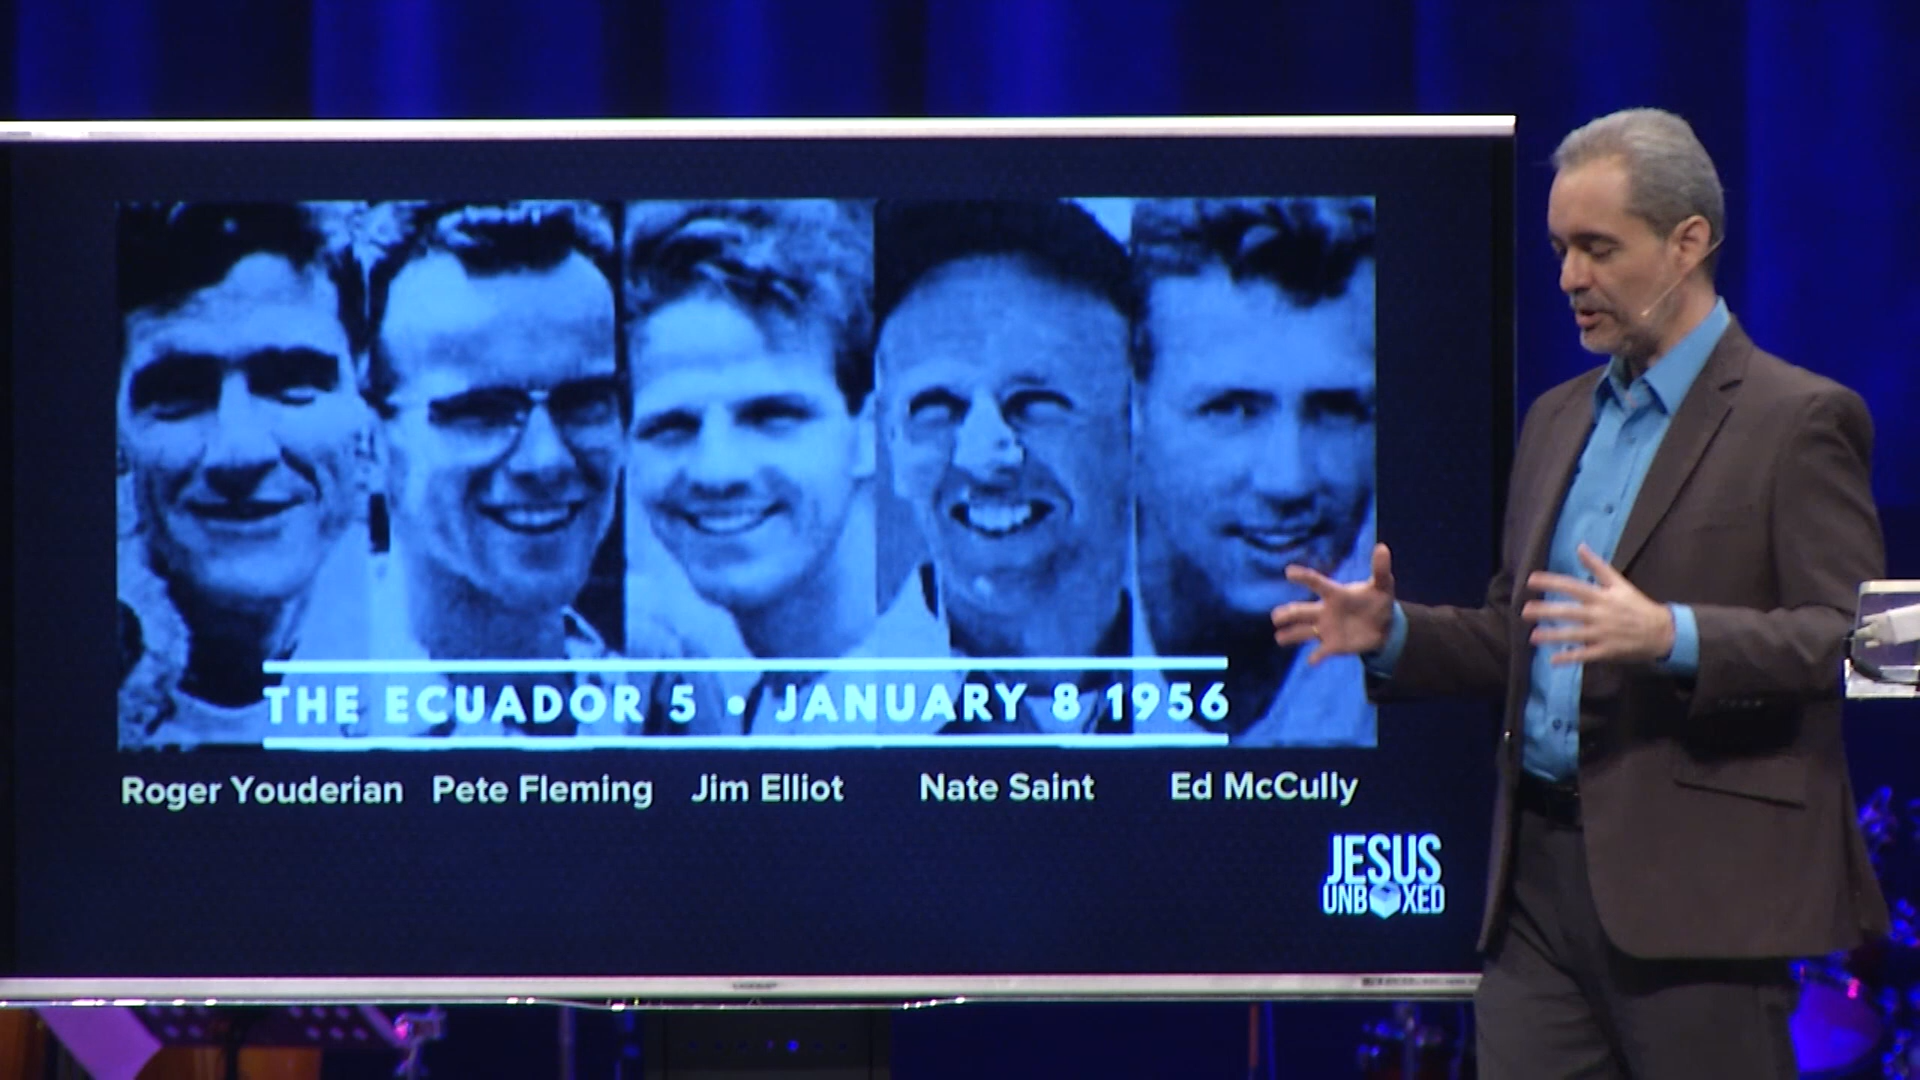 THE ECUADOR 5 • JANUARY 8 1956
Roger Youderian Pete Fleming Jim Elliot Nate Saint Ed McCully
JESUS
UNBOXED